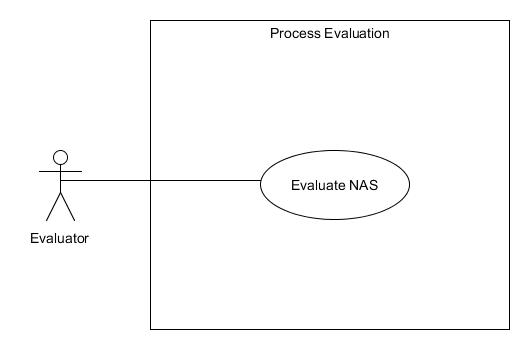 Process Evaluation
Evaluate NAS
Evaluator